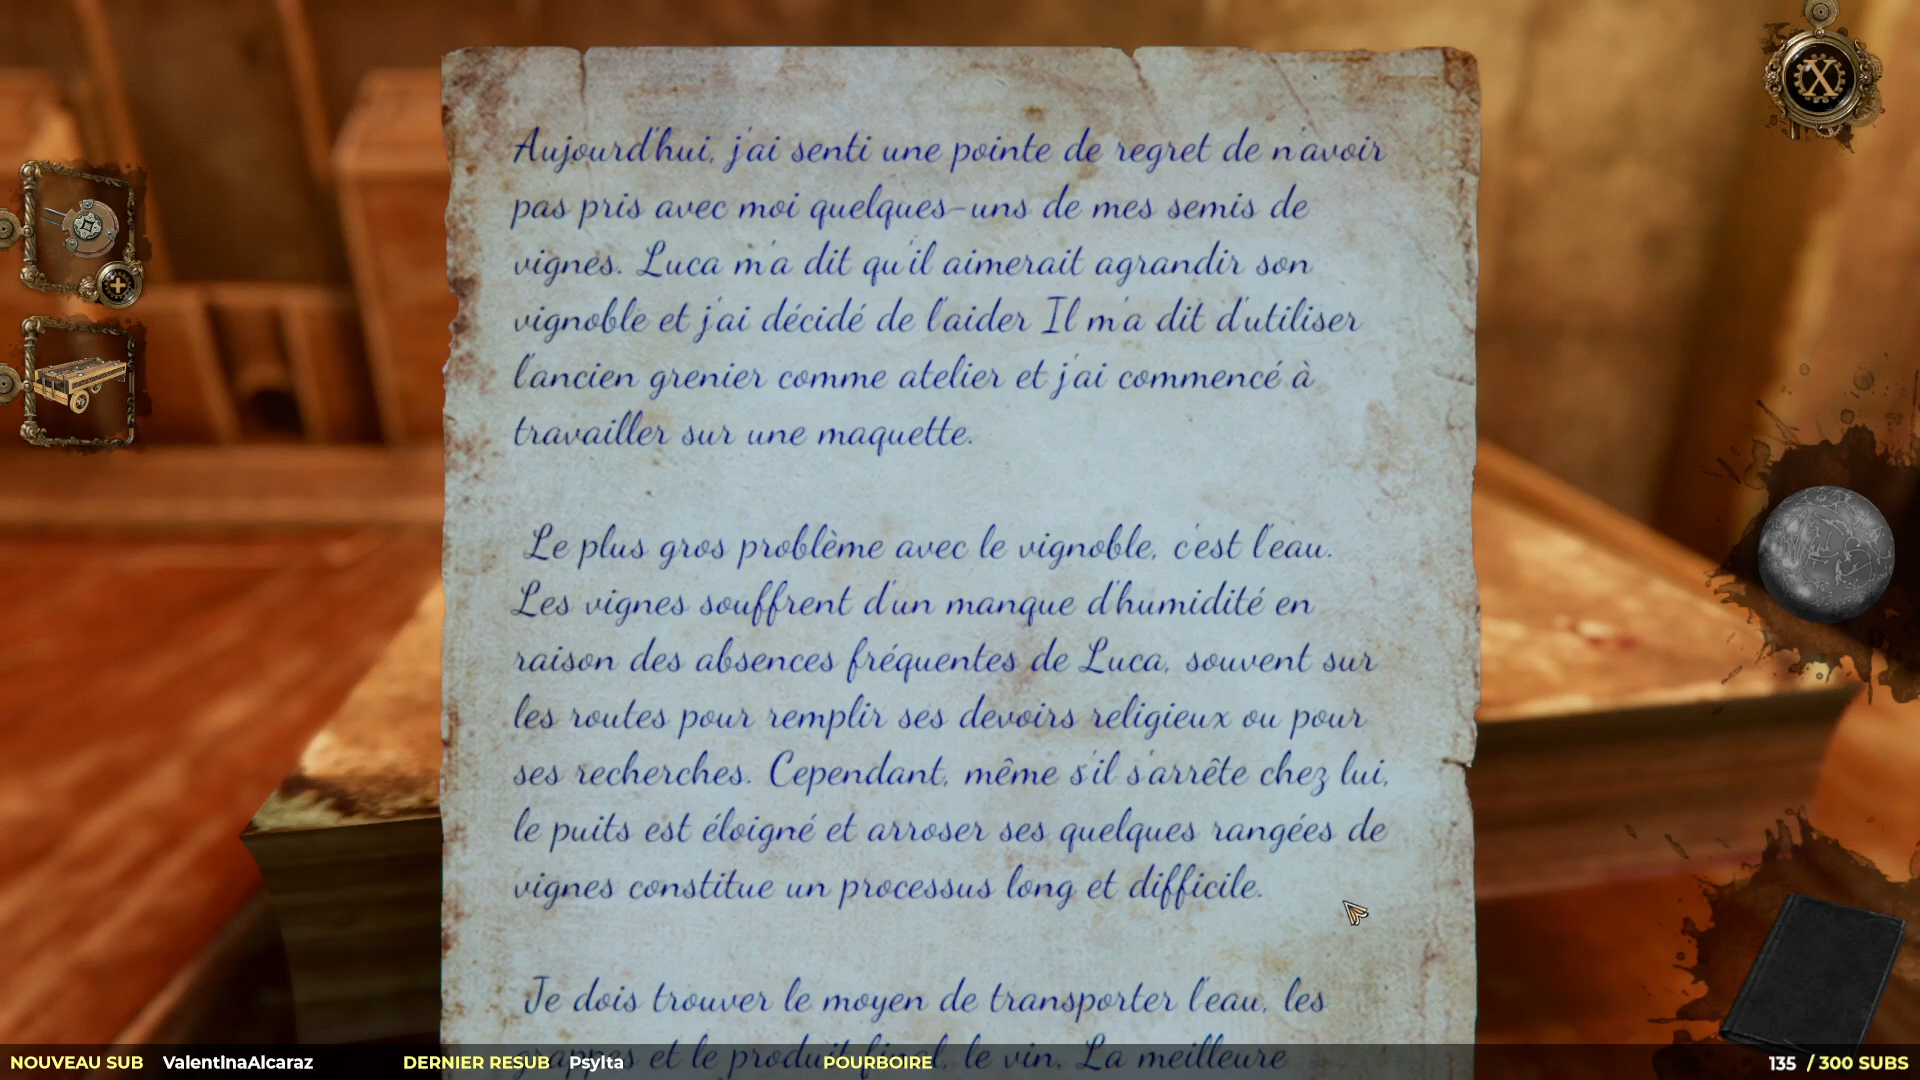 Aujourd'hui, j'ai senti une pointe de regret de n'avoir
pas pris avec moi quelques-uns de mes semis de
vignes. Luca m'a dit qu'il aimerait agrandir son
vignoble et j'ai décidé de l'aider Il m'a dit d'utiliser
l'ancien grenier comme atelier et j'ai commencé à
travailler sur une maquette.
Le plus gros problème avec le vignoble, c'est l'eau.
Les vignes souffrent d'un manque d'humidité en
raison des absences fréquentes de Luca, souvent sur
les routes pour remplir ses devoirs religieux ou pour
ses recherches. Cependant, même s'il s'arrête chez lui,
le puits est éloigné et arroser ses quelques rangées de
vignes constitue un processus long et difficile.
Je dois trouver le moyen de transporter l'eau, les
grappes et le produit final, le vin. La meilleure
NOUVEAU SUB ValentinaAlcaraz DERNIER RESUB Psylta POURBOIRE 135 / 300 SUBS
X